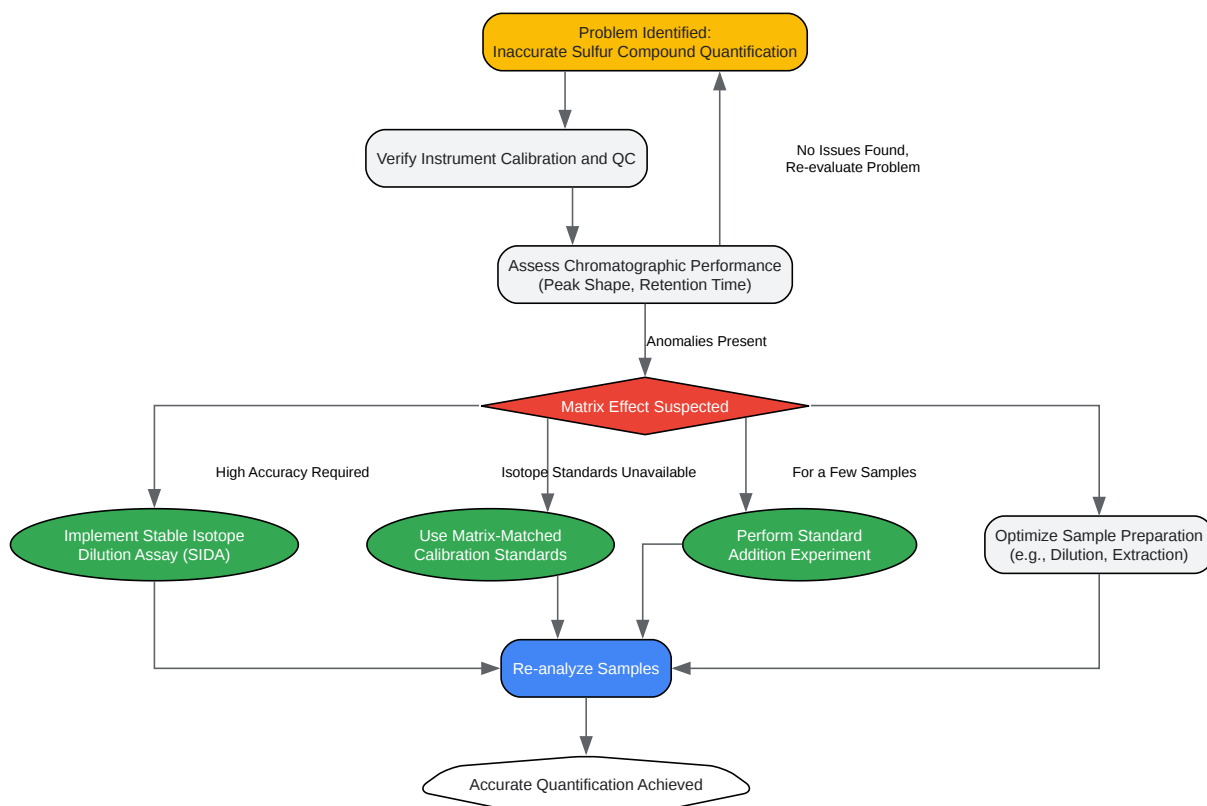 Problem Identified:
Inaccurate Sulfur Compound Quantification
Verify Instrument Calibration and QC
No Issues Found,
Re-evaluate Problem
Assess Chromatographic Performance
(Peak Shape, Retention Time)
Anomalies Present
Matrix Effect Suspected
High Accuracy Required
Isotope Standards Unavailable
For a Few Samples
Implement Stable Isotope
Dilution Assay (SIDA)
Use Matrix-Matched
Calibration Standards
Perform Standard
Addition Experiment
Optimize Sample Preparation
(e.g., Dilution, Extraction)
Re-analyze Samples
Accurate Quantification Achieved